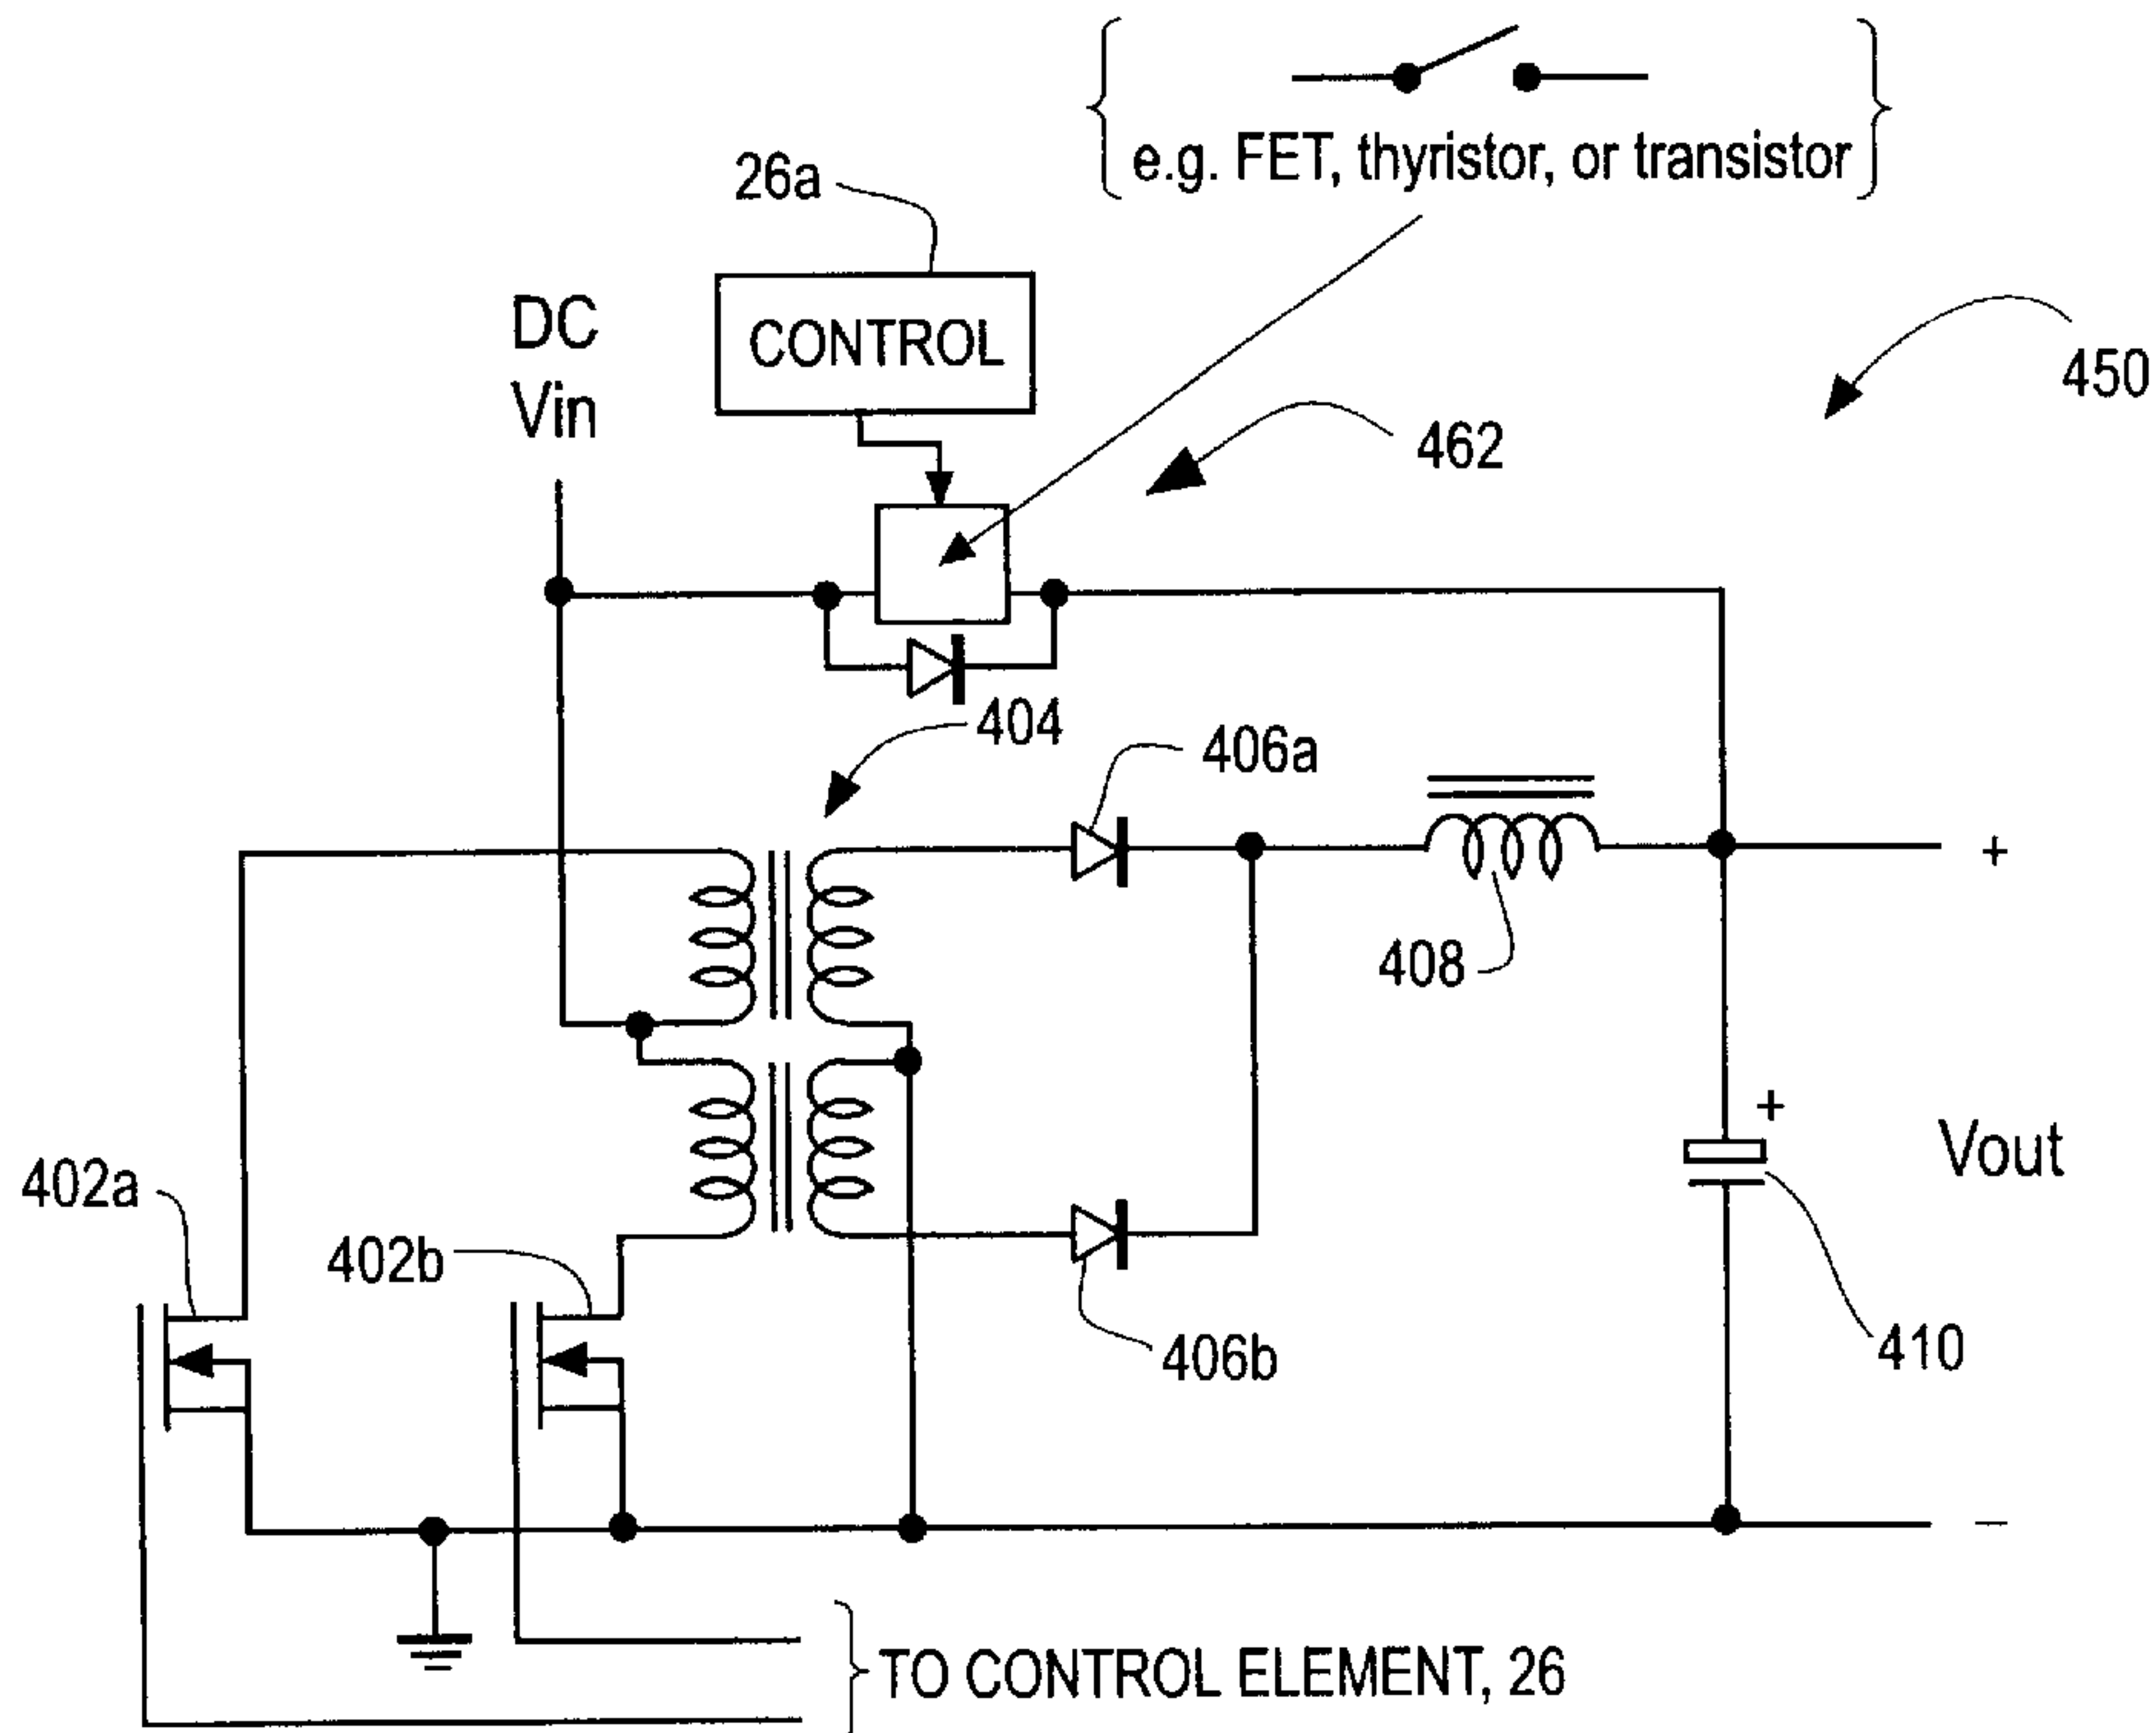 e.g. FET, thyristor, or transistor
26a
CONTROL
DC
Vin
450
462
404
406a
+
408
+
Vout
402a
402b
406b
410
–
TO CONTROL ELEMENT, 26